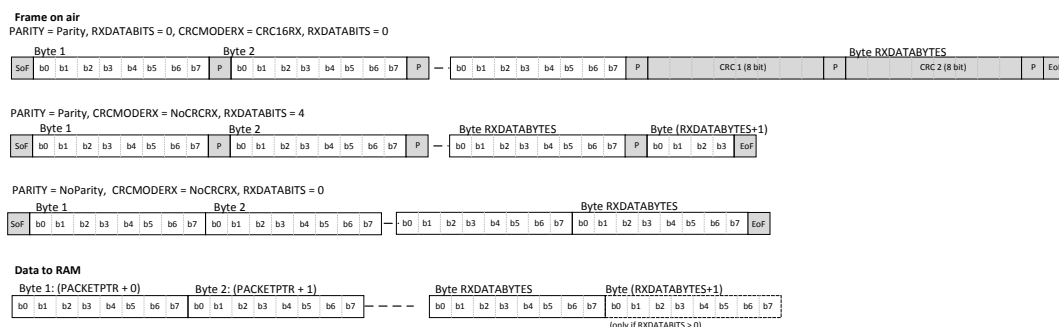 Frame on air
PARITY = Parity, RXDATABITS = 0, CRCMODERX = CRC16RX, RXDATABITS = 0
Byte 1 Byte 2 Byte RXDATABYTES
SoF b0 b1 b2 b3 b4 b5 b6 b7 P b0 b1 b2 b3 b4 b5 b6 b7 P b0 b1 b2 b3 b4 b5 b6 b7 P CRC 1 (8 bit) P CRC 2 (8 bit) P EoF
PARITY = Parity, CRCMODERX = NoCRCRX, RXDATABITS = 4
Byte 1 Byte 2 Byte RXDATABYTES Byte (RXDATABYTES+1)
SoF b0 b1 b2 b3 b4 b5 b6 b7 P b0 b1 b2 b3 b4 b5 b6 b7 P b0 b1 b2 b3 b4 b5 b6 b7 P b0 b1 b2 b3 EoF
PARITY = NoParity, CRCMODERX = NoCRCRX, RXDATABITS = 0
Byte 1 Byte 2 Byte RXDATABYTES
SoF b0 b1 b2 b3 b4 b5 b6 b7 b0 b1 b2 b3 b4 b5 b6 b7 b0 b1 b2 b3 b4 b5 b6 b7 b0 b1 b2 b3 b4 b5 b6 b7 EoF
Data to RAM
Byte 1: (PACKETPTR + 0) Byte 2: (PACKETPTR + 1) Byte RXDATABYTES Byte (RXDATABYTES+1)
b0 b1 b2 b3 b4 b5 b6 b7 b0 b1 b2 b3 b4 b5 b6 b7 b0 b1 b2 b3 b4 b5 b6 b7 b0 b1 b2 b3 b4 b5 b6 b7
(only if RXDATABITS > 0)